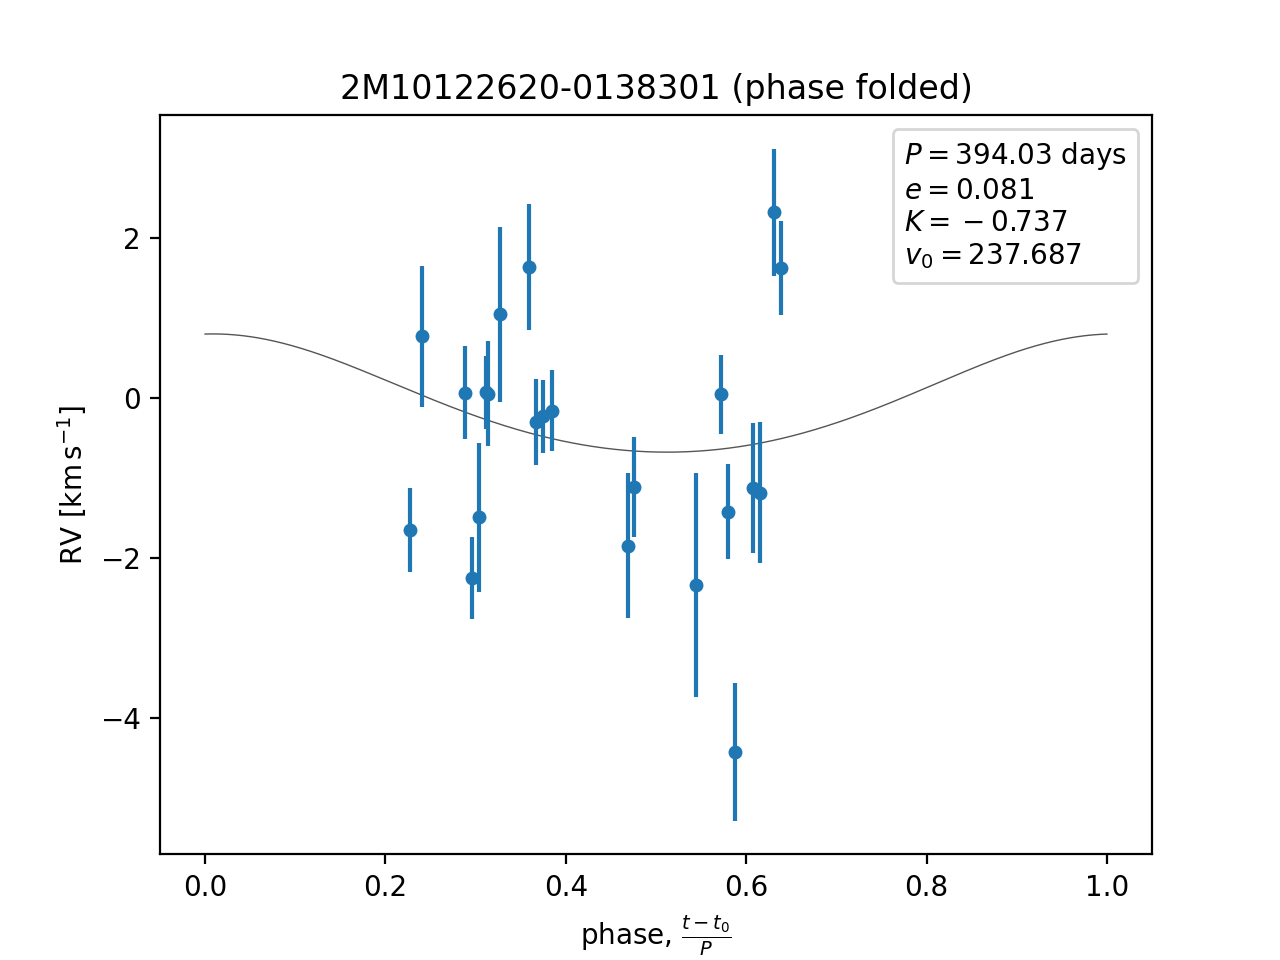 2M10122620-0138301 (phase folded)
P = 394.03 days
e = 0.081
K = −0.737
v₀ = 237.687
RV [km s⁻¹]
2
0
−2
−4
0.0 0.2 0.4 0.6 0.8 1.0
phase, (t − t₀)/P